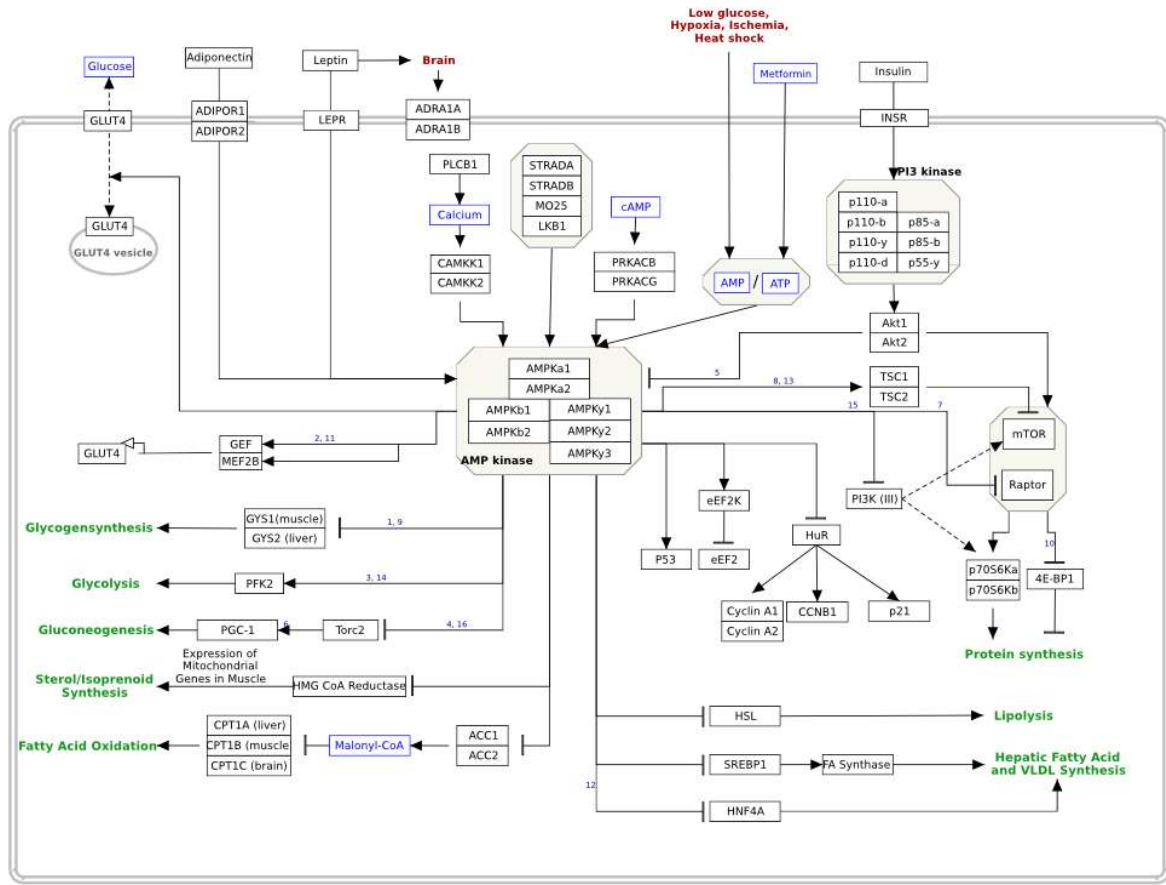 Low glucose,
Hypoxia, Ischemia,
Heat shock
Glucose
Adiponectin
Leptin
Brain
Metformin
Insulin
GLUT4
ADIPOR1
ADIPOR2
LEPR
ADRA1A
ADRA1B
INSR
PLCB1
Calcium
CAMKK1
CAMKK2
STRADA
STRADB
MO25
LKB1
cAMP
PRKACB
PRKACG
AMP / ATP
PI3 kinase
p110-a
p110-b p85-a
p110-y p85-b
p110-d p55-y
GLUT4
GLUT4 vesicle
Akt1
Akt2
AMPKa1
AMPKa2
AMPKb1 AMPKy1
AMPKb2 AMPKy2
AMPKy3
AMP kinase
5
8, 13
TSC1
TSC2
15
7
mTOR
Raptor
GLUT4
GEF
MEF2B
2, 11
PI3K (III)
eEF2K
P53
eEF2
HuR
Cyclin A1
Cyclin A2
CCNB1
p21
p70S6Ka
p70S6Kb
10
4E-BP1
Protein synthesis
Glycogensynthesis
GYS1(muscle)
GYS2 (liver)
1, 9
Glycolysis
PFK2
3, 14
Gluconeogenesis
PGC-1
6
Torc2
4, 16
Sterol/Isoprenoid
Synthesis
Expression of
Mitochondrial
Genes in Muscle
HMG CoA Reductase
Fatty Acid Oxidation
CPT1A (liver)
CPT1B (muscle
CPT1C (brain)
Malonyl-CoA
ACC1
ACC2
HSL
Lipolysis
SREBP1
FA Synthase
Hepatic Fatty Acid
and VLDL Synthesis
12
HNF4A